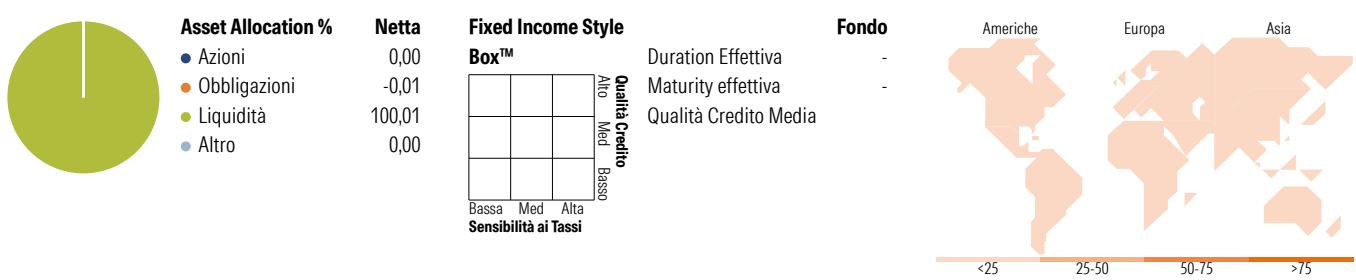 Asset Allocation % Netta
Azioni 0,00
Obbligazioni -0,01
Liquidità 100,01
Altro 0,00
Fixed Income Style Box™
Fondo
Duration Effettiva -
Maturity effettiva -
Qualità Credito Media
Alto Med Basso
Qualità Credito
Bassa Med Alta
Sensibilità ai Tassi
Americhe Europa Asia
<25 25-50 50-75 >75